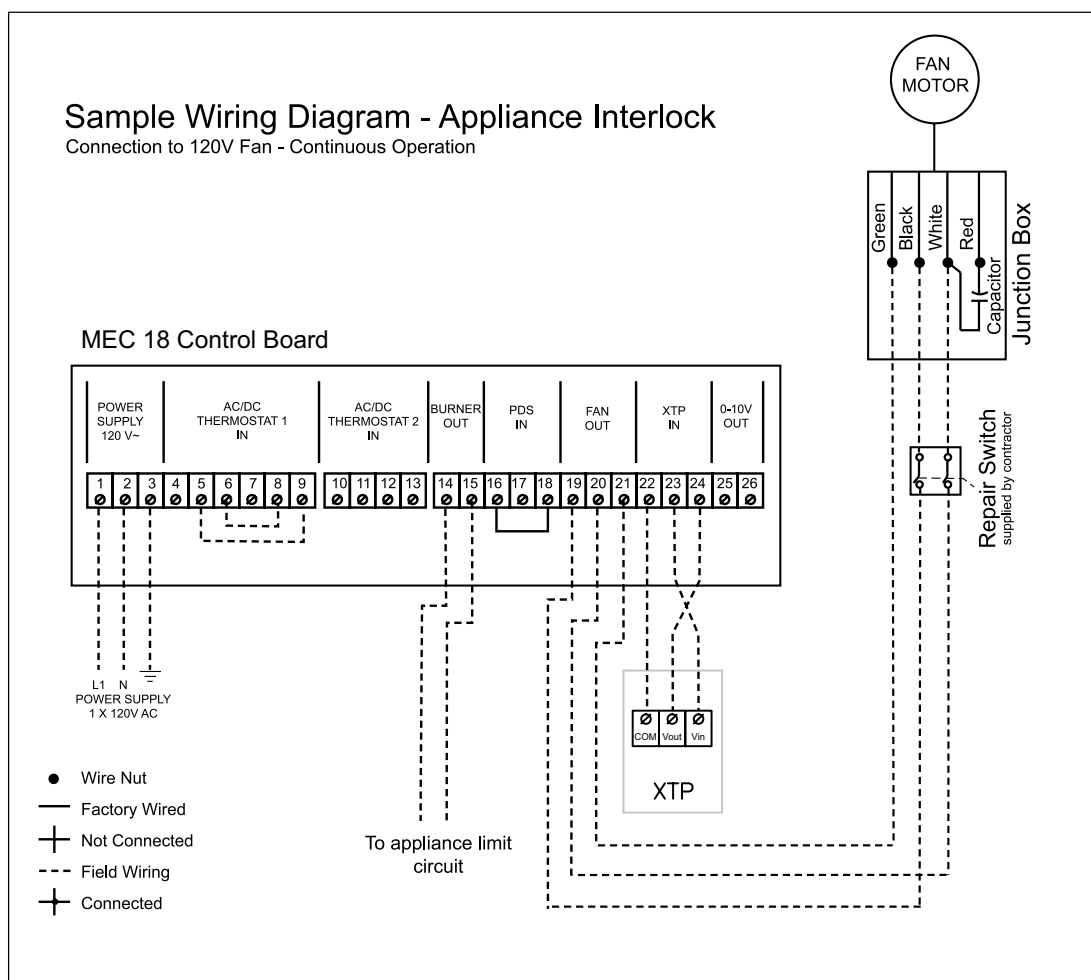 Sample Wiring Diagram - Appliance Interlock
Connection to 120V Fan - Continuous Operation
FAN
MOTOR
Green
Black
White
Red
Capacitor
Junction Box
Repair Switch
supplied by contractor
MEC 18 Control Board
POWER
SUPPLY
120 V~
AC/DC
THERMOSTAT 1
IN
AC/DC
THERMOSTAT 2
IN
BURNER
OUT
PDS
IN
FAN
OUT
XTP
IN
0-10V
OUT
1 2 3 4 5 6 7 8 9 10 11 12 13 14 15 16 17 18 19 20 21 22 23 24 25 26
L1 N
POWER SUPPLY
1 X 120V AC
COM Vout Vin
XTP
To appliance limit
circuit
Wire Nut
Factory Wired
Not Connected
Field Wiring
Connected